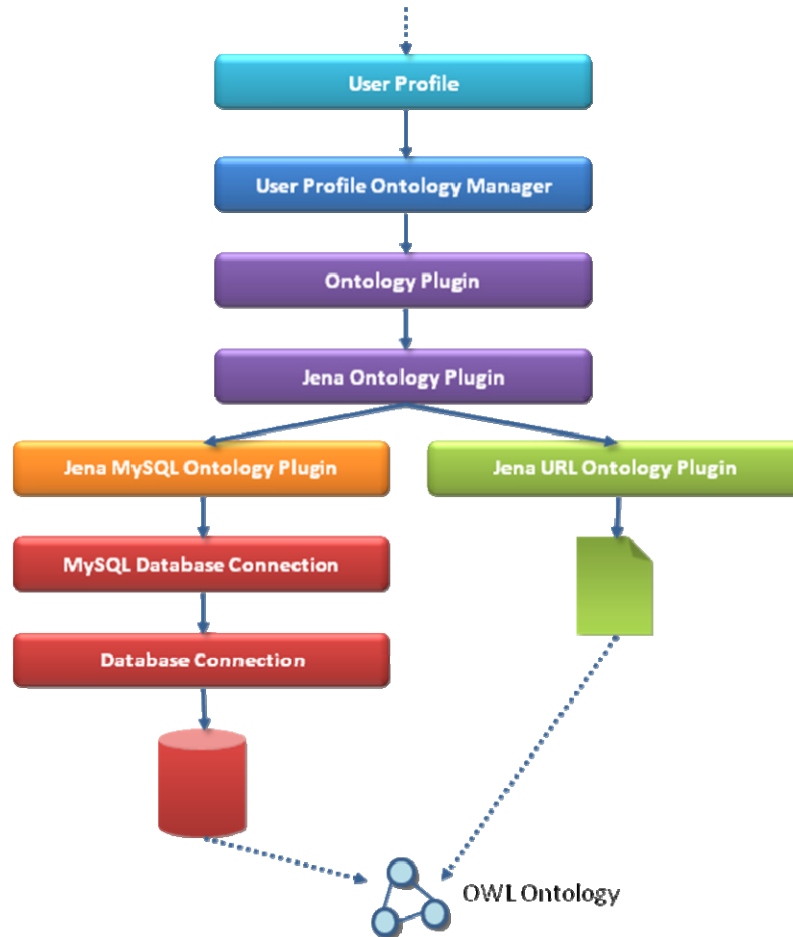 User Profile
User Profile Ontology Manager
Ontology Plugin
Jena Ontology Plugin
Jena MySQL Ontology Plugin
Jena URL Ontology Plugin
MySQL Database Connection
Database Connection
OWL Ontology